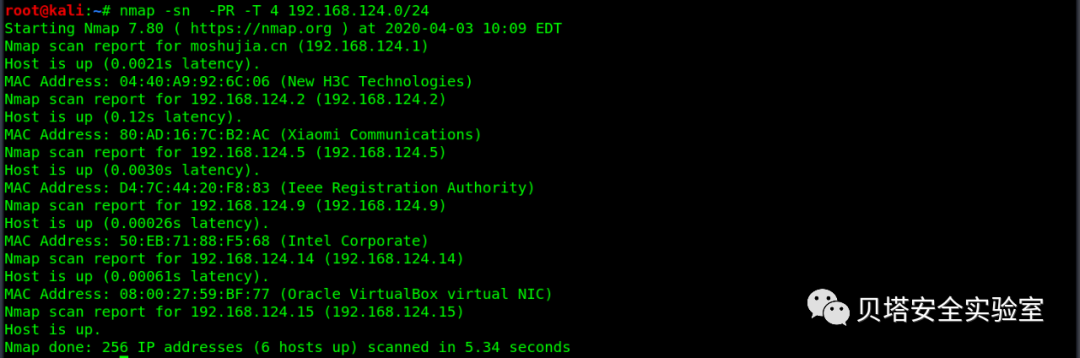 root@kali:~# nmap -sn  -PR -T 4 192.168.124.0/24
Starting Nmap 7.80 ( https://nmap.org ) at 2020-04-03 10:09 EDT
Nmap scan report for moshujia.cn (192.168.124.1)
Host is up (0.0021s latency).
MAC Address: 04:40:A9:92:6C:06 (New H3C Technologies)
Nmap scan report for 192.168.124.2 (192.168.124.2)
Host is up (0.12s latency).
MAC Address: 80:AD:16:7C:B2:AC (Xiaomi Communications)
Nmap scan report for 192.168.124.5 (192.168.124.5)
Host is up (0.0030s latency).
MAC Address: D4:7C:44:20:F8:83 (Ieee Registration Authority)
Nmap scan report for 192.168.124.9 (192.168.124.9)
Host is up (0.00026s latency).
MAC Address: 50:EB:71:88:F5:68 (Intel Corporate)
Nmap scan report for 192.168.124.14 (192.168.124.14)
Host is up (0.00061s latency).
MAC Address: 08:00:27:59:BF:77 (Oracle VirtualBox virtual NIC)
Nmap scan report for 192.168.124.15 (192.168.124.15)
Host is up.
Nmap done: 256 IP addresses (6 hosts up) scanned in 5.34 seconds
贝塔安全实验室